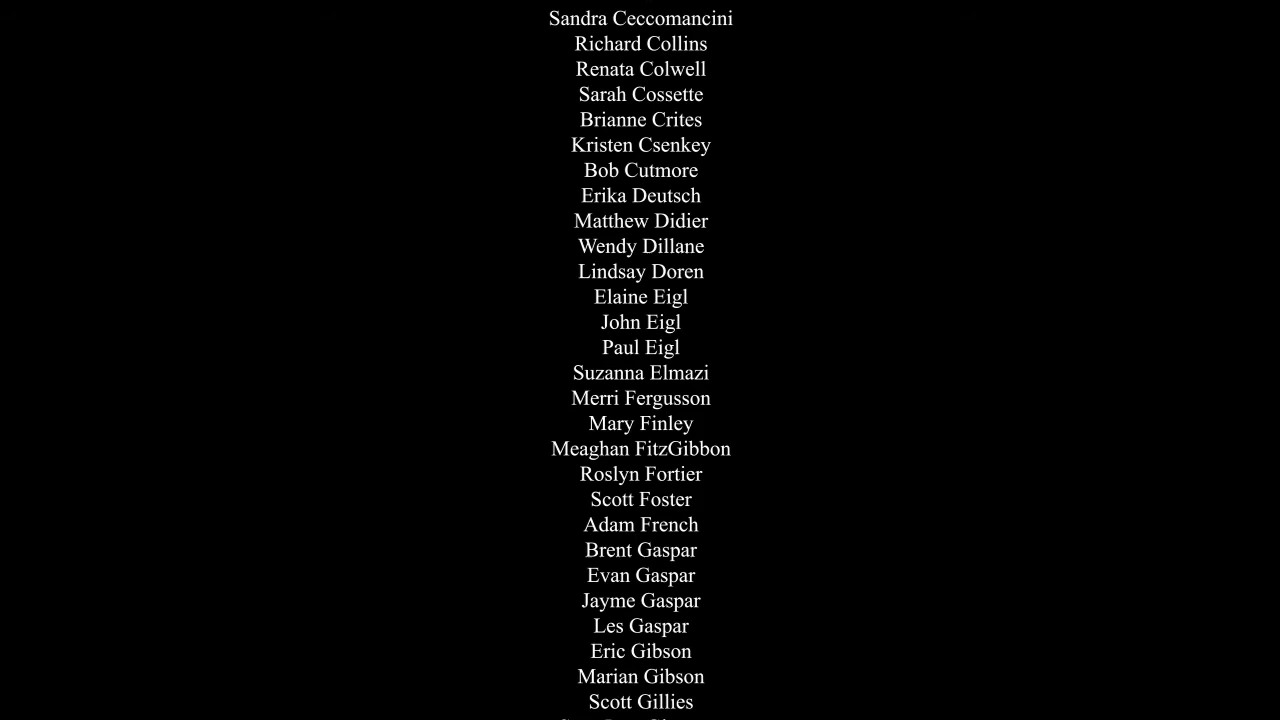 Sandra Ceccomancini
Richard Collins
Renata Colwell
Sarah Cossette
Brianne Crites
Kristen Csenkey
Bob Cutmore
Erika Deutsch
Matthew Didier
Wendy Dillane
Lindsay Doren
Elaine Eigl
John Eigl
Paul Eigl
Suzanna Elmazi
Merri Fergusson
Mary Finley
Meaghan FitzGibbon
Roslyn Fortier
Scott Foster
Adam French
Brent Gaspar
Evan Gaspar
Jayme Gaspar
Les Gaspar
Eric Gibson
Marian Gibson
Scott Gillies